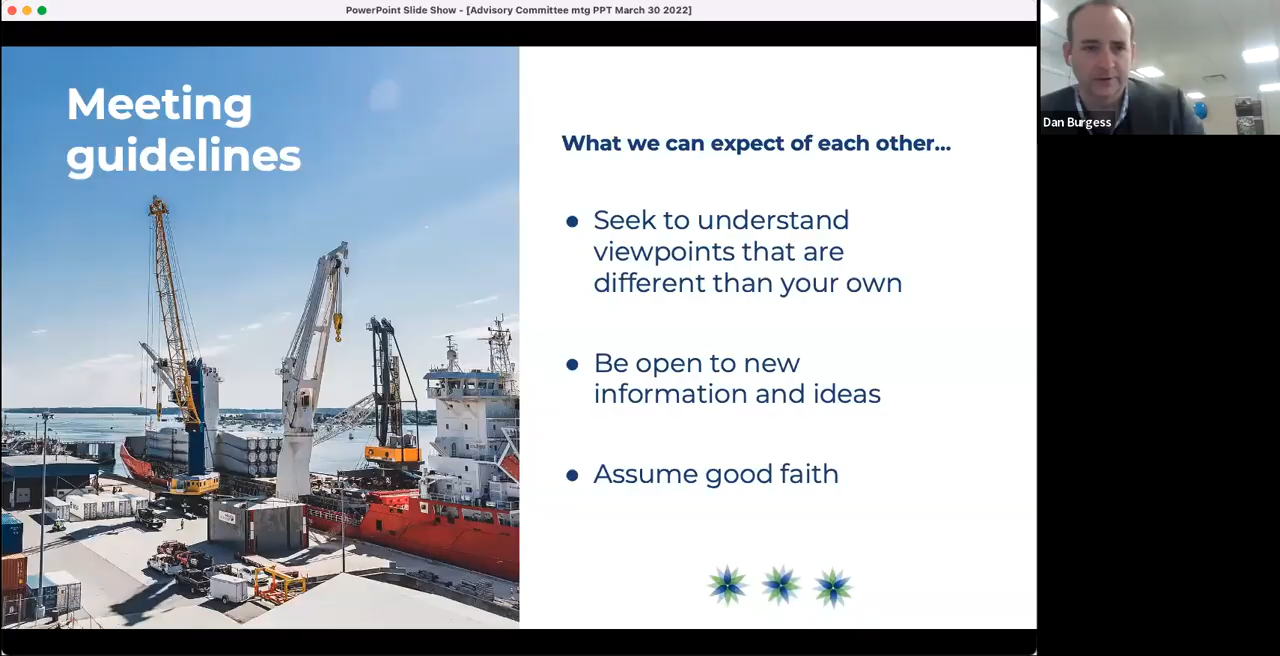 PowerPoint Slide Show - [Advisory Committee mtg PPT March 30 2022]
Meeting
guidelines
What we can expect of each other...
● Seek to understand
viewpoints that are
different than your own
● Be open to new
information and ideas
● Assume good faith
Dan Burgess